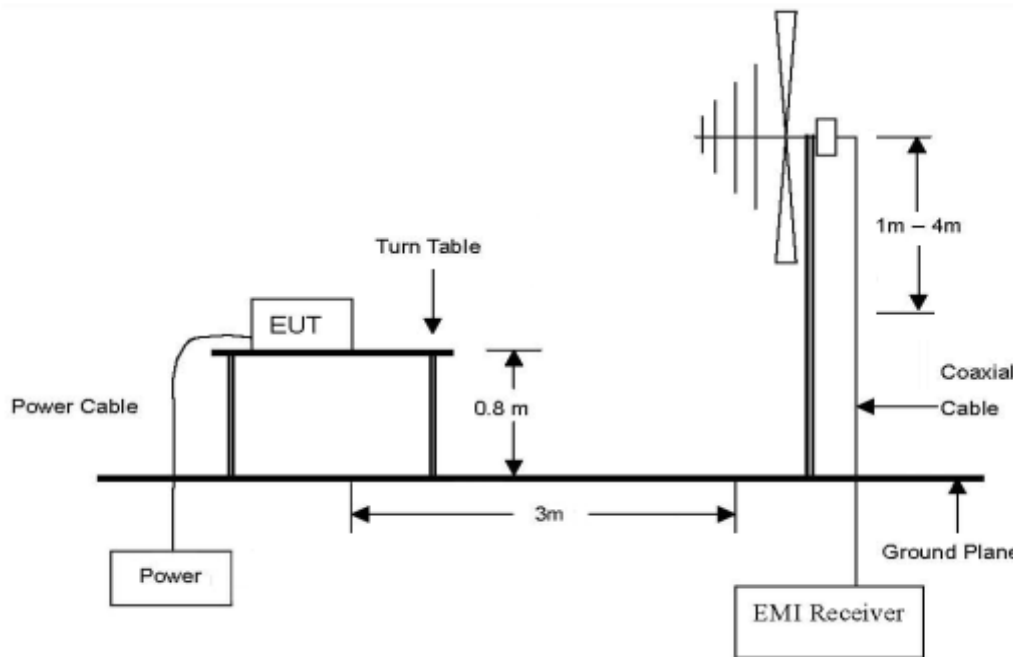 1m – 4m
Turn Table
EUT
Coaxial
Cable
Power Cable
0.8 m
3m
Ground Plane
Power
EMI Receiver